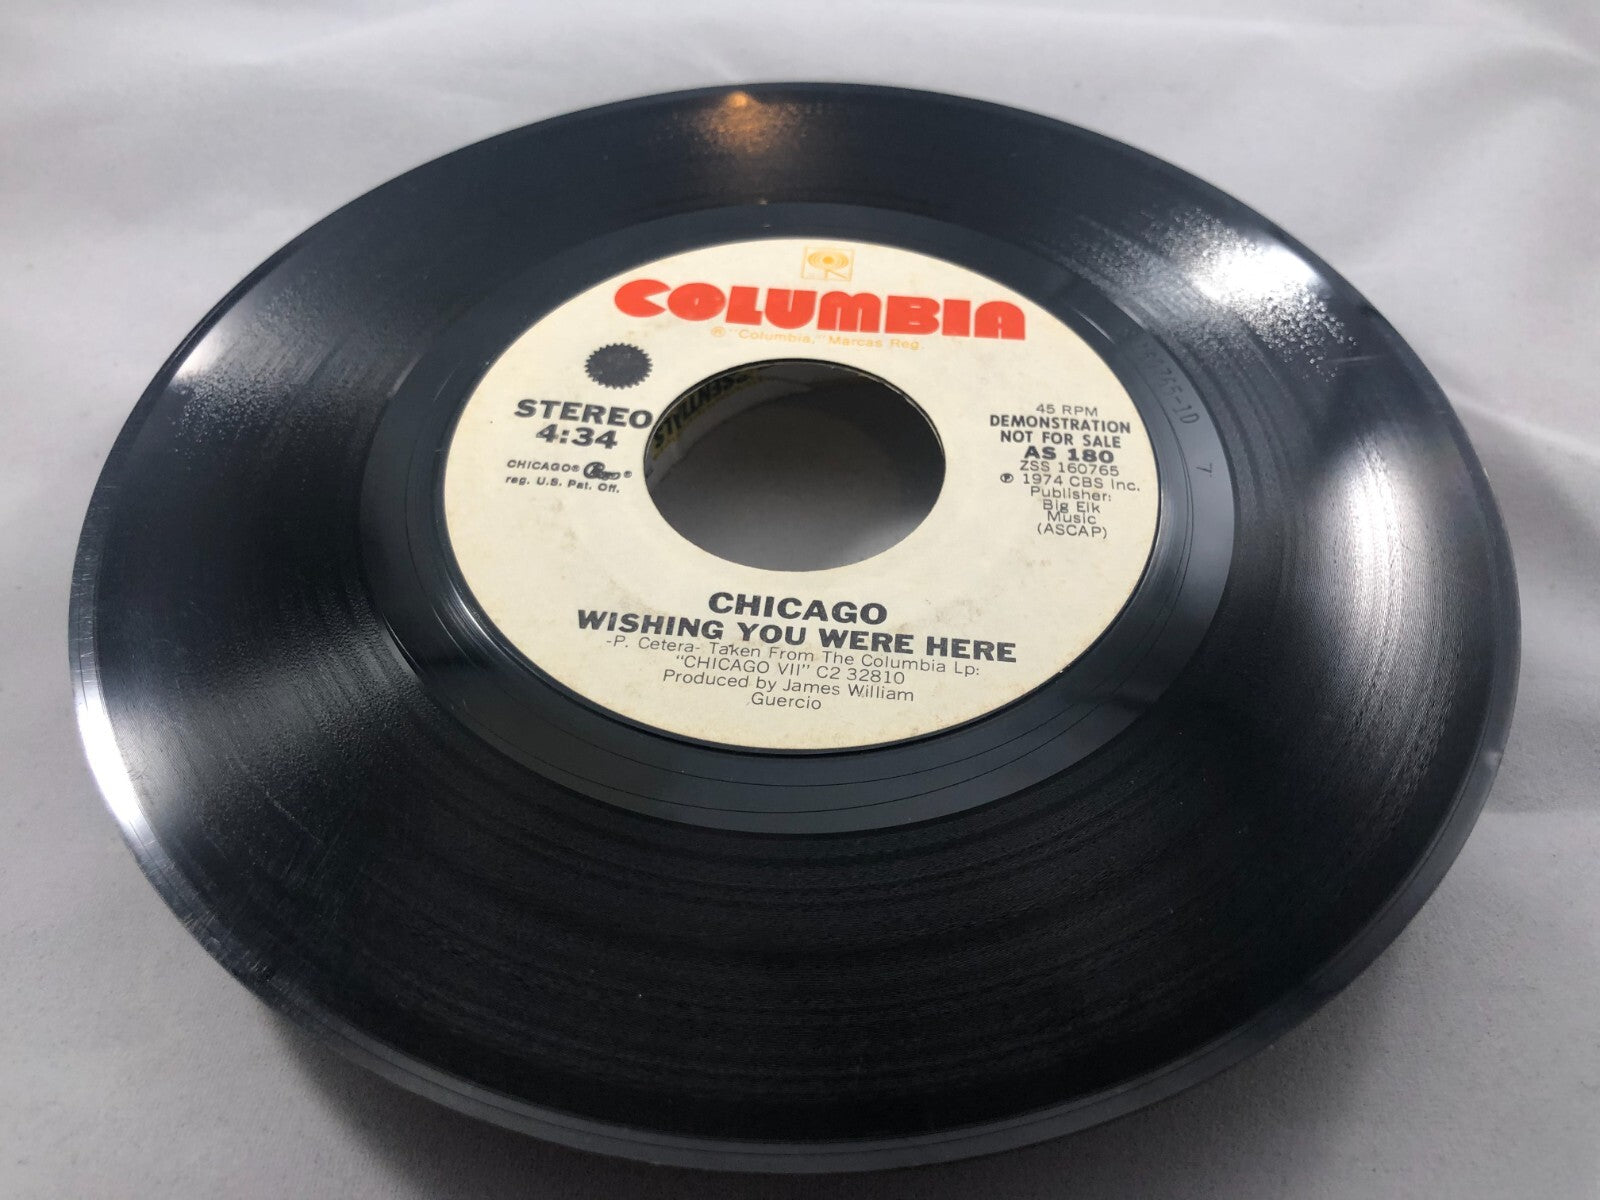 COLUMBIA
® "Columbia," Marcas Reg.
STEREO
4:34
CHICAGO® Chicago®
reg. U.S. Pat. Off.
45 RPM
DEMONSTRATION
NOT FOR SALE
AS 180
ZSS 160765
℗ 1974 CBS Inc.
Publisher:
Big Elk
Music
(ASCAP)
CHICAGO
WISHING YOU WERE HERE
-P. Cetera- Taken From The Columbia Lp:
"CHICAGO VII" C2 32810
Produced by James William
Guercio
7